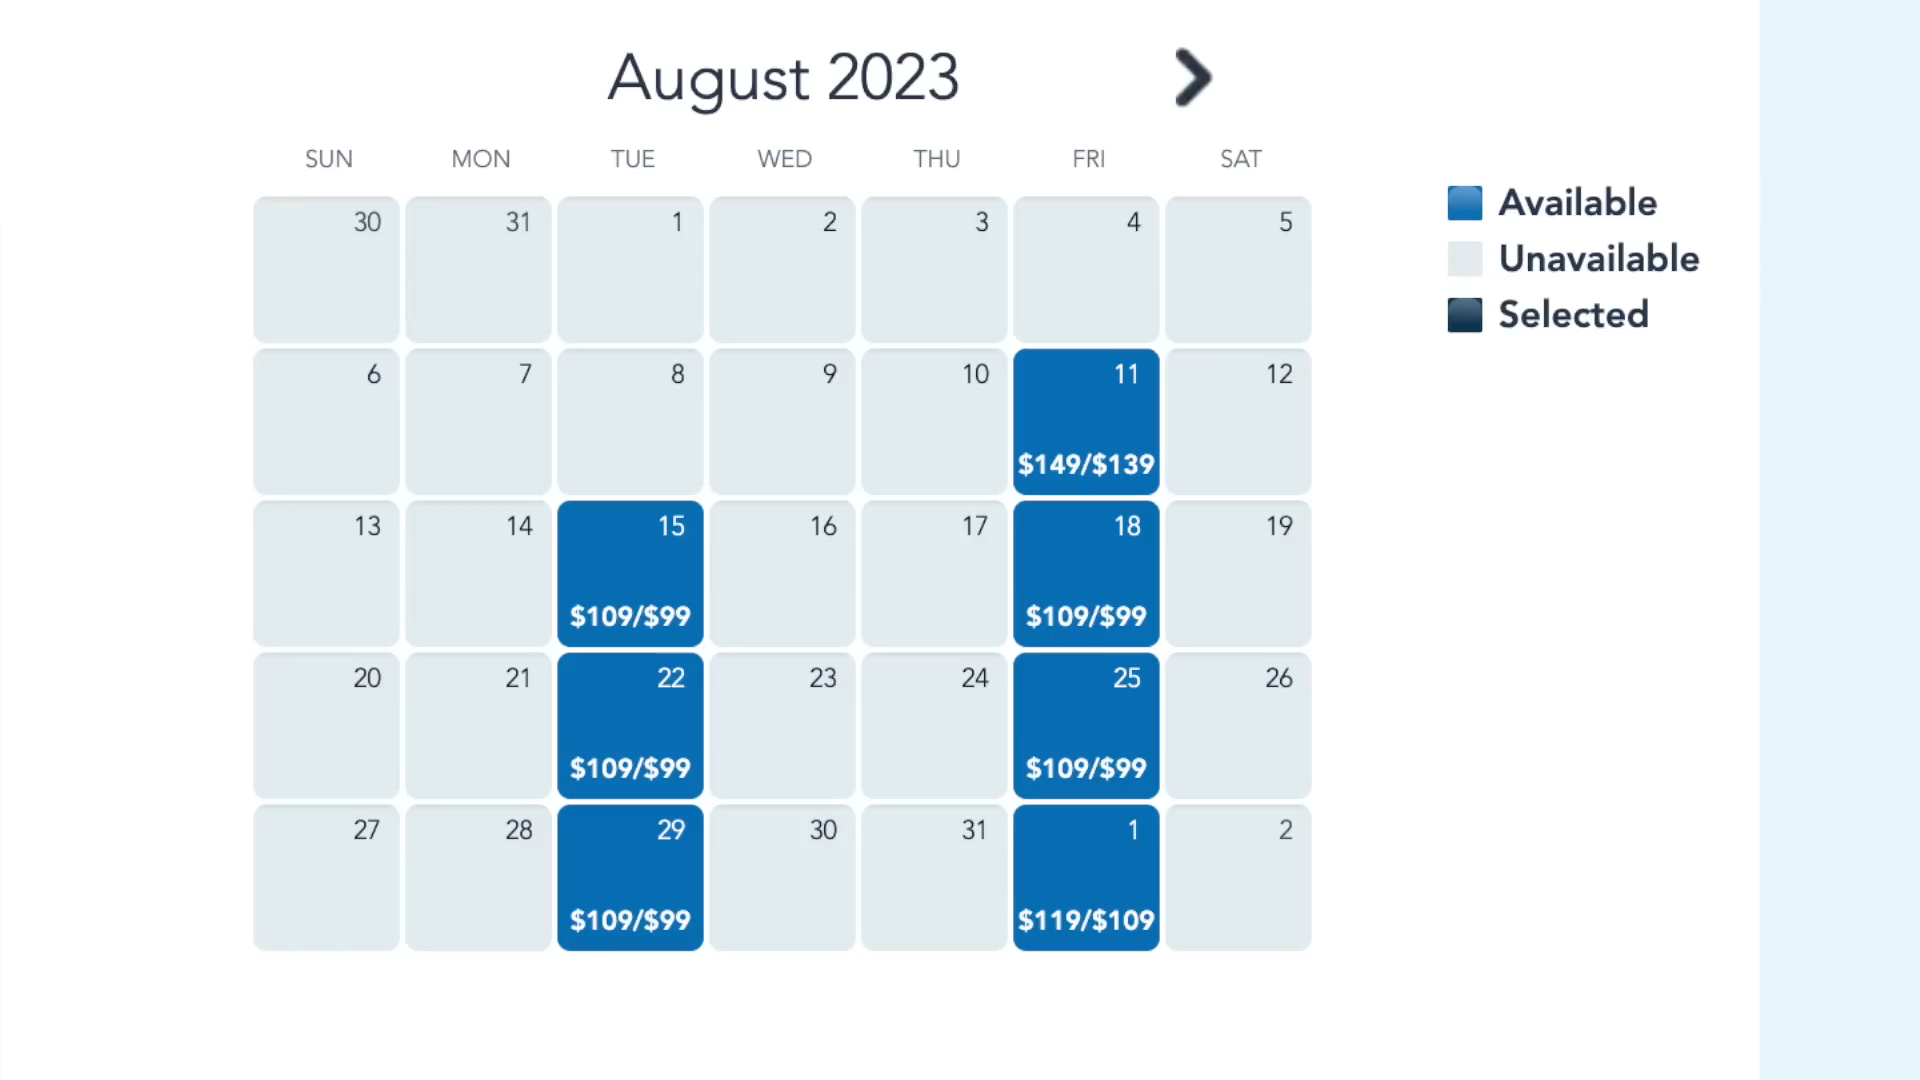 August 2023
SUN MON TUE WED THU FRI SAT
30 31 1 2 3 4 5
6 7 8 9 10 11 12
$149/$139
13 14 15 16 17 18 19
$109/$99 $109/$99
20 21 22 23 24 25 26
$109/$99 $109/$99
27 28 29 30 31 1 2
$109/$99 $119/$109
Available
Unavailable
Selected